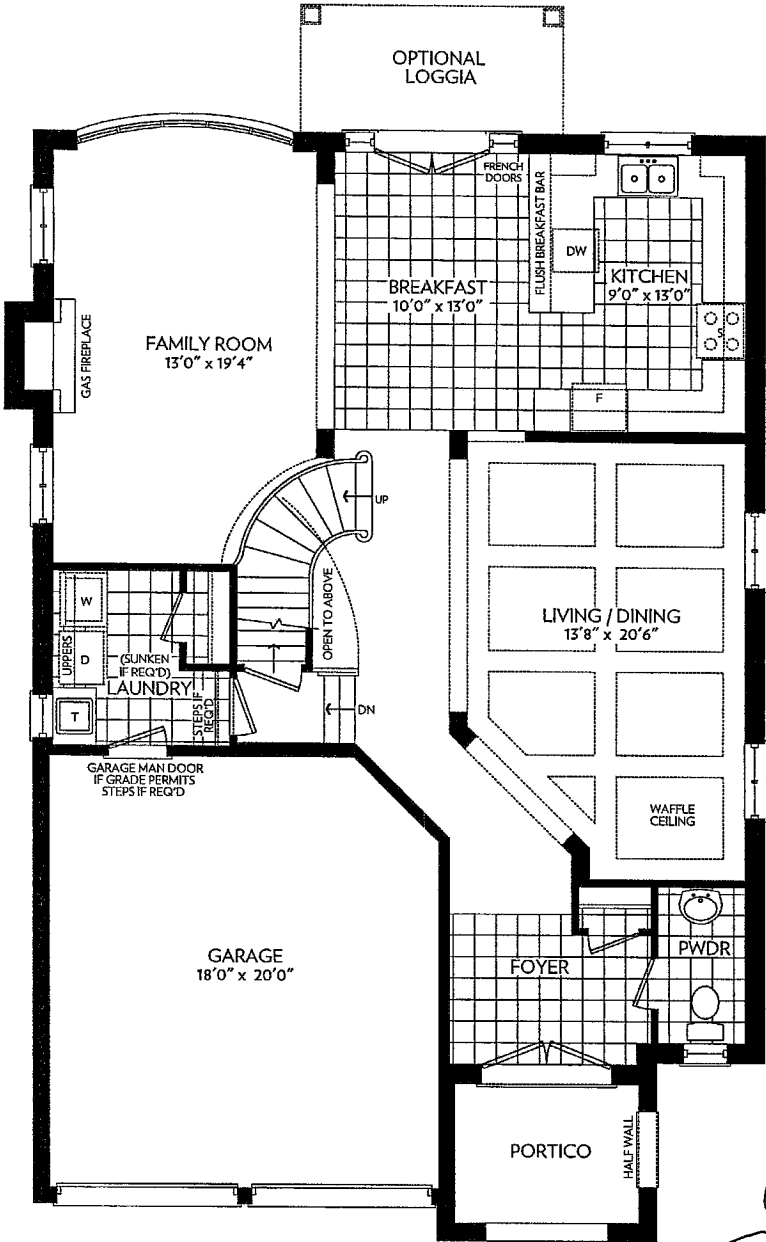 OPTIONAL
LOGGIA
FRENCH
DOORS
FLUSH BREAKFAST BAR
DW
BREAKFAST
10'0" x 13'0"
KITCHEN
9'0" x 13'0"
S
F
FAMILY ROOM
13'0" x 19'4"
GAS FIREPLACE
UP
OPEN TO ABOVE
LIVING / DINING
13'8" x 20'6"
W
UPPERS
D
(SUNKEN
IF REQ'D)
LAUNDRY
STEPS IF
REQ'D
T
DN
GARAGE MAN DOOR
IF GRADE PERMITS
STEPS IF REQ'D
WAFFLE
CEILING
GARAGE
18'0" x 20'0"
FOYER
PWDR
PORTICO
HALF WALL